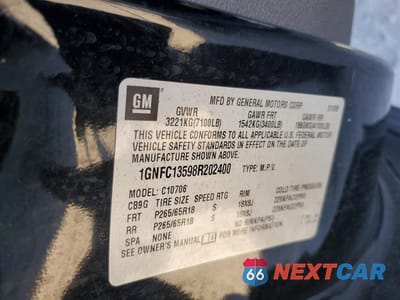 GM
MFD BY GENERAL MOTORS CORP
GVWR GAWR FRT GAWR RR
3221KG(7100LB) 1542KG(3400LB)
THIS VEHICLE CONFORMS TO ALL APPLICABLE U.S. FEDERAL MOTOR
VEHICLE SAFETY STANDARDS IN EFFECT ON THE DATE OF
MANUFACTURE SHOWN ABOVE.
1GNFC13598R202400 TYPE: M.P.V.
MODEL: C10706
CB9G TIRE SIZE SPEED RTG RIM COLD TIRE PRESSURE
FRT P265/65R18 S 18X8J
RR P265/65R18 S 18X8J
SPA NONE
SEE OWNER'S MANUAL FOR MORE INFORMATION.
66 NEXTCAR